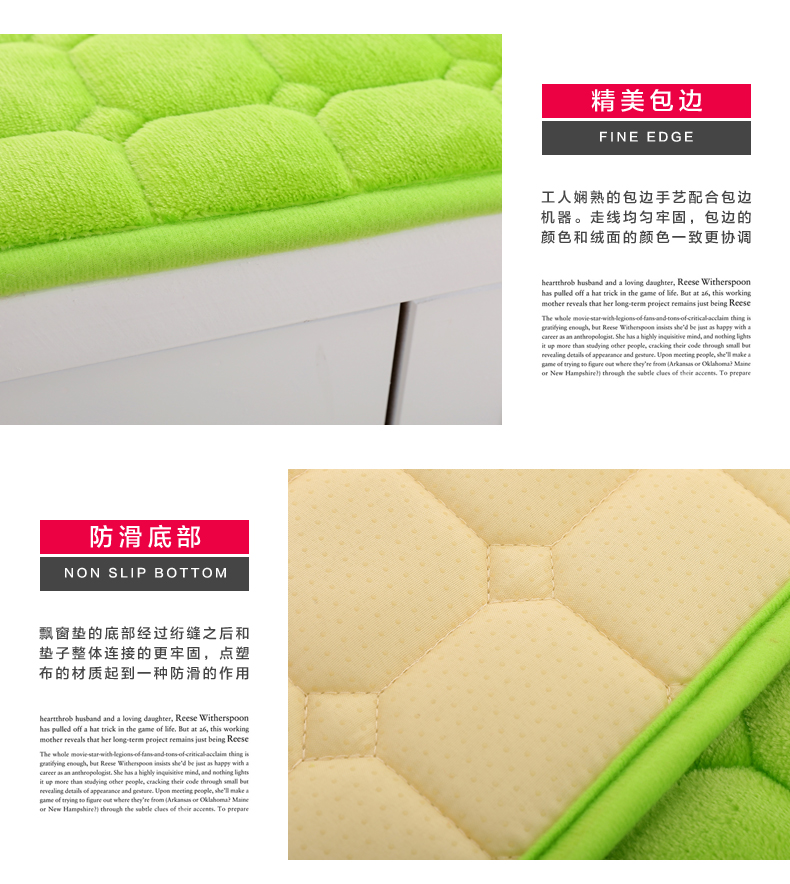 精美包边
FINE EDGE
工人娴熟的包边手艺配合包边
机器。走线均匀牢固，包边的
颜色和绒面的颜色一致更协调
heartthrob husband and a loving daughter, Reese Witherspoon
has pulled off a hat trick in the game of life. But at 26, this working
mother reveals that her long-term project remains just being Reese
The whole movie-star-with-legions-of-fans-and-tons-of-critical-acclaim thing is
gratifying enough, but Reese Witherspoon insists she'd be just as happy with a
career as an anthropologist. She has a highly inquisitive mind, and nothing lights
it up more than studying other people, cracking their code through small but
revealing details of appearance and gesture. Upon meeting people, she'll make a
game of trying to figure out where they're from (Arkansas or Oklahoma? Maine
or New Hampshire?) through the subtle clues of their accents. To prepare
防滑底部
NON SLIP BOTTOM
飘窗垫的底部经过绗缝之后和
垫子整体连接的更牢固，点塑
布的材质起到一种防滑的作用
heartthrob husband and a loving daughter, Reese Witherspoon
has pulled off a hat trick in the game of life. But at 26, this working
mother reveals that her long-term project remains just being Reese
The whole movie-star-with-legions-of-fans-and-tons-of-critical-acclaim thing is
gratifying enough, but Reese Witherspoon insists she'd be just as happy with a
career as an anthropologist. She has a highly inquisitive mind, and nothing lights
it up more than studying other people, cracking their code through small but
revealing details of appearance and gesture. Upon meeting people, she'll make a
game of trying to figure out where they're from (Arkansas or Oklahoma? Maine
or New Hampshire?) through the subtle clues of their accents. To prepare